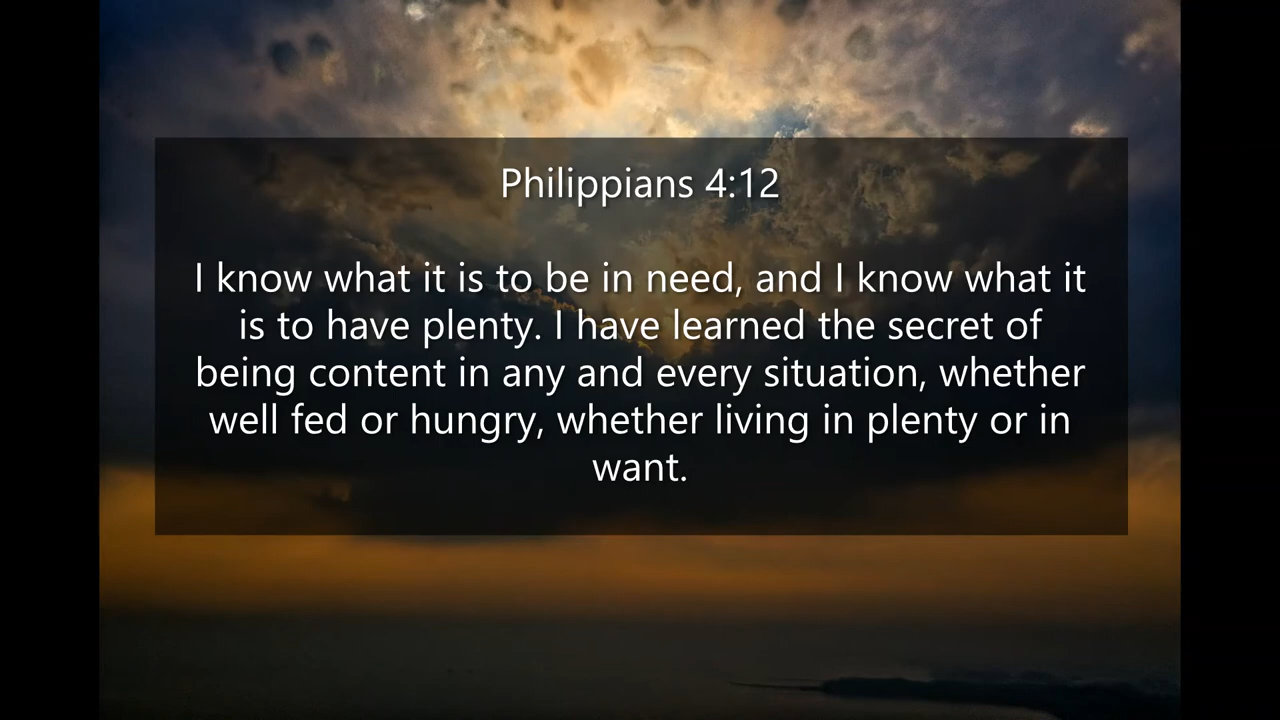 Philippians 4:12
I know what it is to be in need, and I know what it
is to have plenty. I have learned the secret of
being content in any and every situation, whether
well fed or hungry, whether living in plenty or in
want.